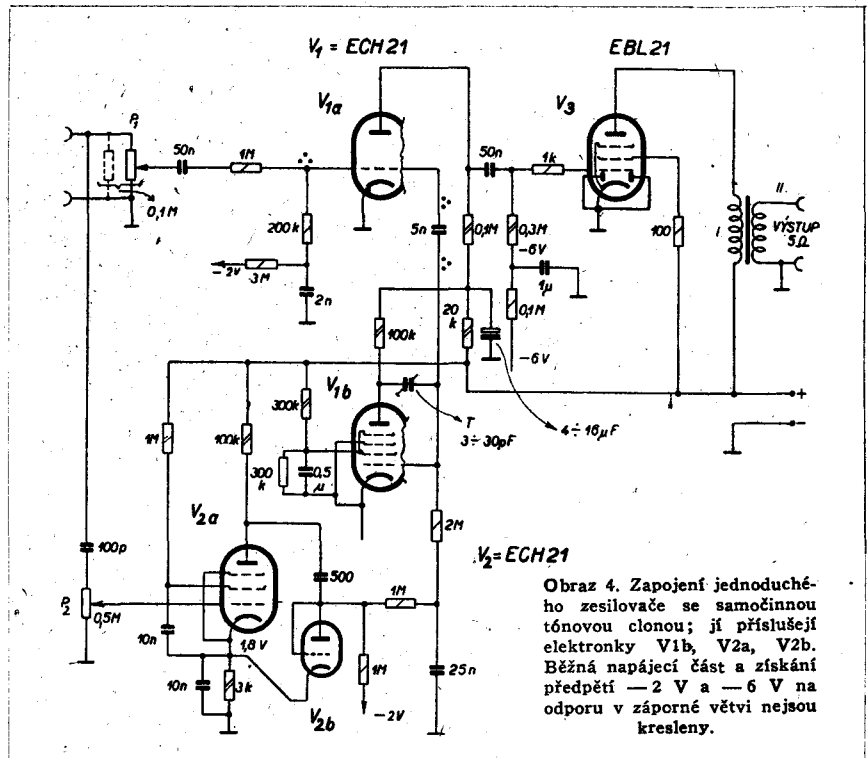 V1 = ECH21
EBL21
V1a
V3
P1
50n
1M
0,1M
200k
-2V
3M
2n
5n
50n
1k
0,1M
0,3M
-6V
1μ
0,1M
-6V
100
I
II
VÝSTUP
5Ω
100k
20
k
V1b
T
3÷30pF
4÷16μF
+
-
1M
100k
300k
300
k
0,5
μ
2M
V2a
100p
P2
0,5M
10n
1,8V
10n
3k
500
V2b
1M
1M
-2V
25n
V2=ECH21
Obraz 4. Zapojení jednoduché-
ho zesilovače se samočinnou
tónovou clonou; jí příslušejí
elektronky V1b, V2a, V2b.
Běžná napájecí část a získání
předpětí — 2 V a — 6 V na
odporu v záporné větvi nejsou
kresleny.